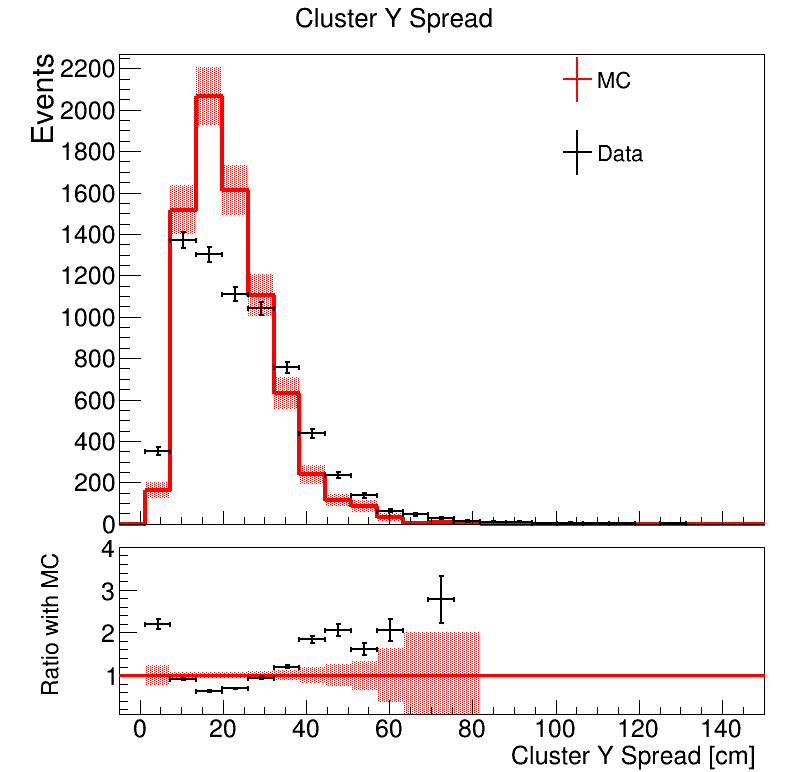 Cluster Y Spread
Events
2200
2000
1800
1600
1400
1200
1000
800
600
400
200
0
MC
Data
Ratio with MC
4
3
2
1
0 20 40 60 80 100 120 140
Cluster Y Spread [cm]